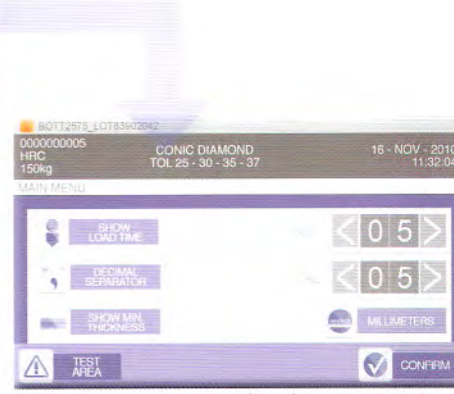 BOTT2575_LOT83902042
0000000005
HRC
150kg
CONIC DIAMOND
TOL 25 - 30 - 35 - 37
16 - NOV - 2010
11:32:04
MAIN MENU
SHOW
LOAD TIME
0 5
DECIMAL
SEPARATOR
0 5
SHOW MIN.
THICKNESS
MILLIMETERS
TEST
AREA
CONFIRM